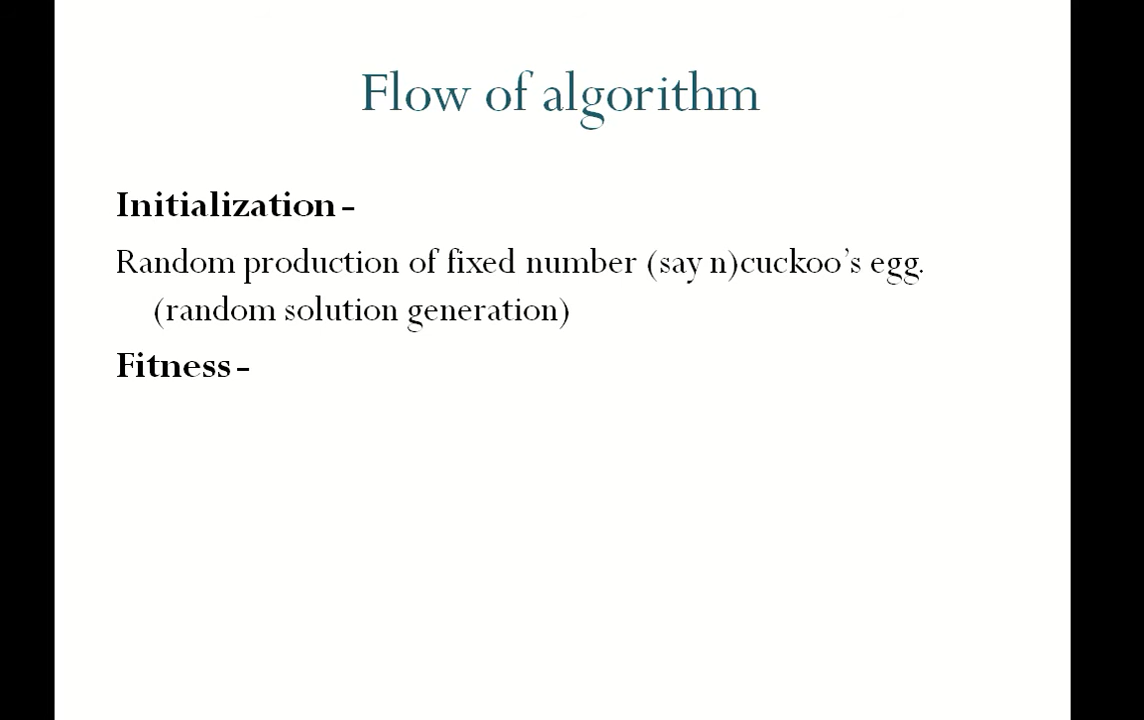 Flow of algorithm
Initialization -
Random production of fixed number (say n)cuckoo's egg.
(random solution generation)
Fitness -